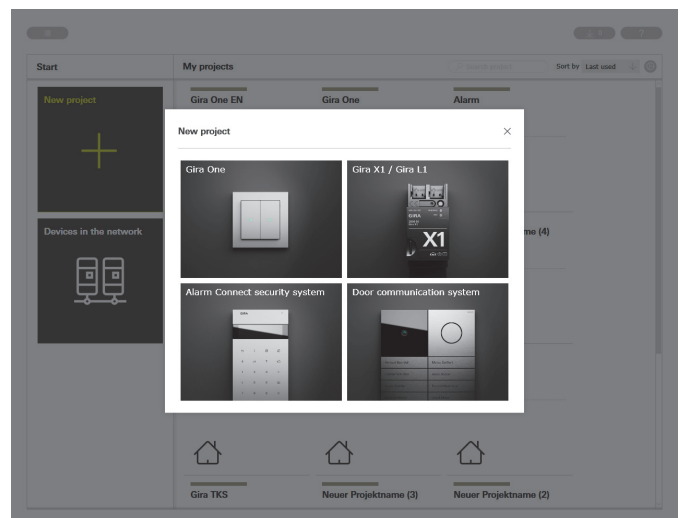 Start
My projects
Sort by
Last used
New project
Gira One EN
Gira One
Alarm
New project
Gira One
Gira X1 / Gira L1
GIRA
X1
Devices in the network
me (4)
Alarm Connect security system
Door communication system
GIRA
Gira TKS
Neuer Projektname (3)
Neuer Projektname (2)